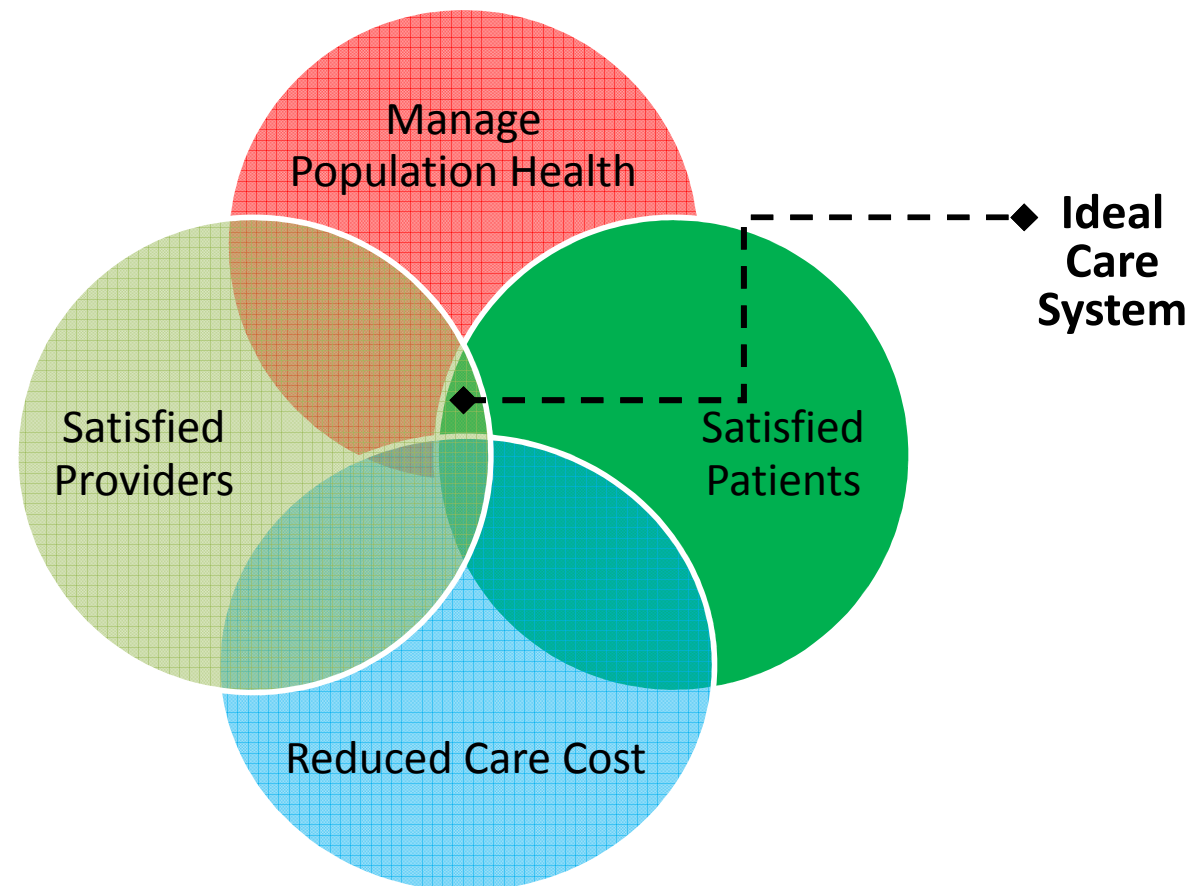 Manage
Population Health
Ideal
Care
System
Satisfied
Providers
Satisfied
Patients
Reduced Care Cost